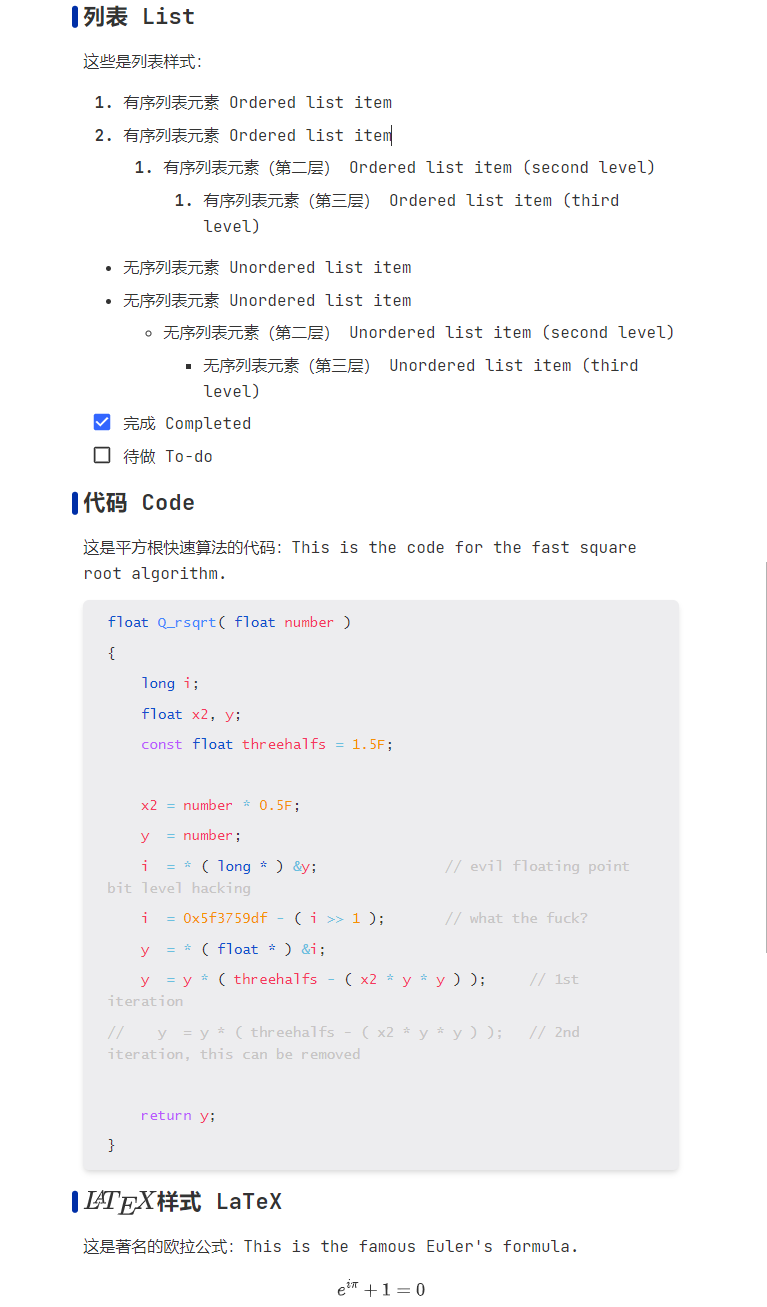 列表 List
这些是列表样式：
1. 有序列表元素 Ordered list item
2. 有序列表元素 Ordered list item
1. 有序列表元素（第二层） Ordered list item (second level)
1. 有序列表元素（第三层） Ordered list item (third
level)
• 无序列表元素 Unordered list item
• 无序列表元素 Unordered list item
◦ 无序列表元素（第二层） Unordered list item (second level)
▪ 无序列表元素（第三层） Unordered list item (third
level)
完成 Completed
待做 To-do
代码 Code
这是平方根快速算法的代码：This is the code for the fast square
root algorithm.
float Q_rsqrt( float number )
{
    long i;
    float x2, y;
    const float threehalfs = 1.5F;
    x2 = number * 0.5F;
    y  = number;
    i  = * ( long * ) &y;               // evil floating point
bit level hacking
    i  = 0x5f3759df - ( i >> 1 );       // what the fuck?
    y  = * ( float * ) &i;
    y  = y * ( threehalfs - ( x2 * y * y ) );     // 1st
iteration
//    y  = y * ( threehalfs - ( x2 * y * y ) );   // 2nd
iteration, this can be removed
    return y;
}
LATEX样式 LaTeX
这是著名的欧拉公式：This is the famous Euler's formula.
e^{iπ} + 1 = 0